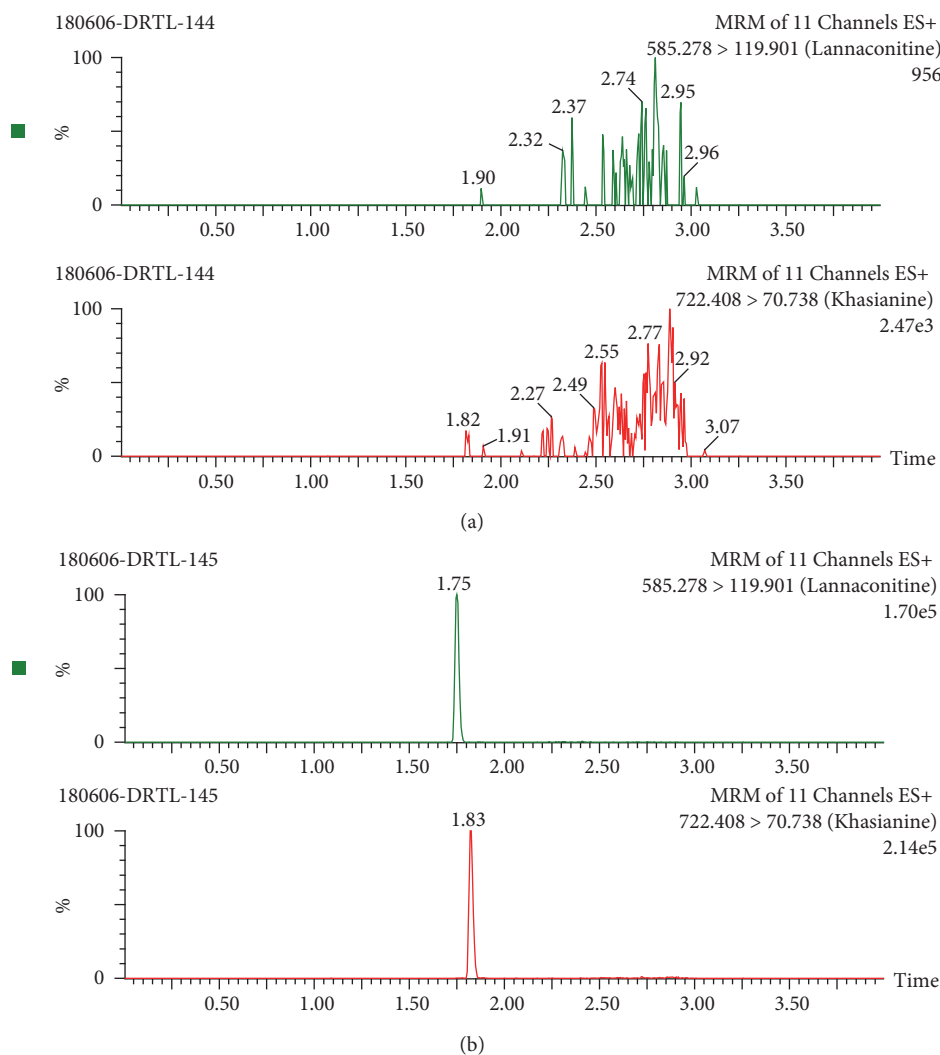 180606-DRTL-144
MRM of 11 Channels ES+
585.278 > 119.901 (Lannaconitine)
956
100
%
0
1.90
2.32
2.37
2.74
2.95
2.96
0.50 1.00 1.50 2.00 2.50 3.00 3.50
180606-DRTL-144
MRM of 11 Channels ES+
722.408 > 70.738 (Khasianine)
2.47e3
100
%
0
1.82
1.91
2.27
2.49
2.55
2.77
2.92
3.07
Time
0.50 1.00 1.50 2.00 2.50 3.00 3.50
(a)
180606-DRTL-145
MRM of 11 Channels ES+
585.278 > 119.901 (Lannaconitine)
1.70e5
100
%
0
1.75
0.50 1.00 1.50 2.00 2.50 3.00 3.50
180606-DRTL-145
MRM of 11 Channels ES+
722.408 > 70.738 (Khasianine)
2.14e5
100
%
0
1.83
Time
0.50 1.00 1.50 2.00 2.50 3.00 3.50
(b)